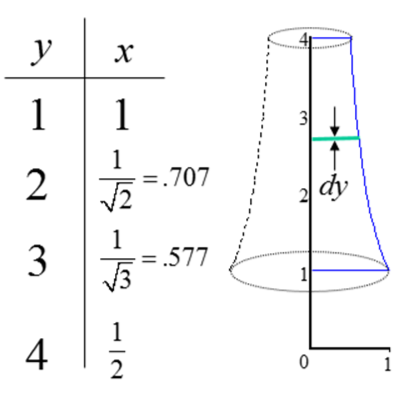 y x
1 1
2 1/√2 = .707
3 1/√3 = .577
4 1/2
4
3
dy
2
1
0 1